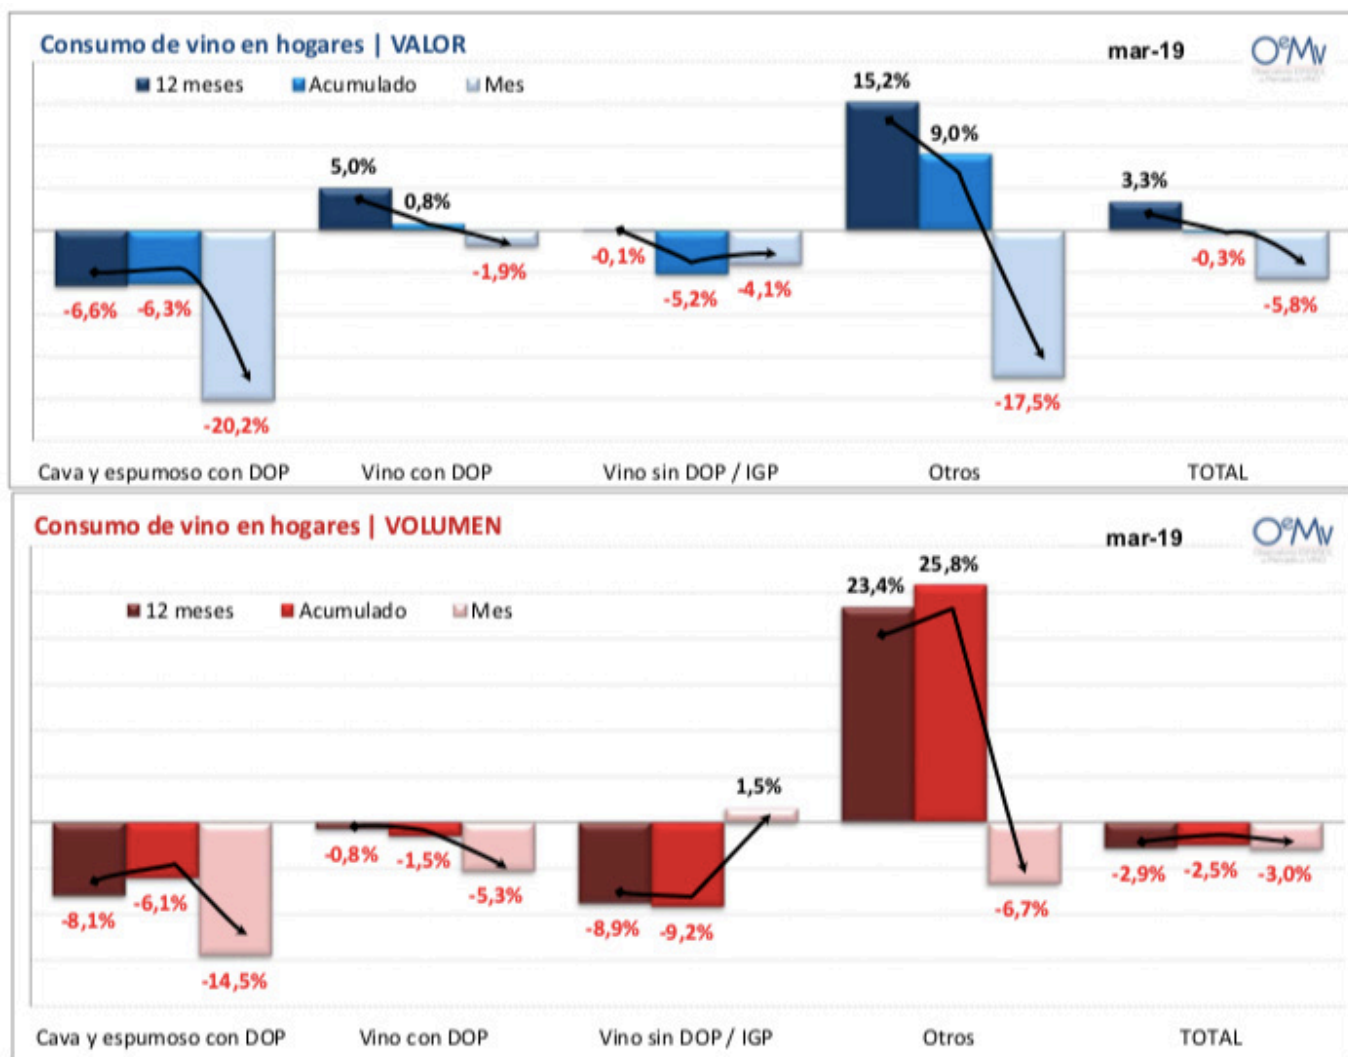 Consumo de vino en hogares | VALOR
mar-19
OeMv
12 meses Acumulado Mes
15,2%
9,0%
5,0%
0,8%
3,3%
-6,6% -6,3%
-20,2%
-1,9%
-0,1%
-5,2% -4,1%
-17,5%
-0,3%
-5,8%
Cava y espumoso con DOP Vino con DOP Vino sin DOP / IGP Otros TOTAL
Consumo de vino en hogares | VOLUMEN
mar-19
OeMv
12 meses Acumulado Mes
23,4% 25,8%
1,5%
-8,1% -6,1%
-14,5%
-0,8% -1,5%
-5,3%
-8,9% -9,2%
-6,7%
-2,9% -2,5% -3,0%
Cava y espumoso con DOP Vino con DOP Vino sin DOP / IGP Otros TOTAL